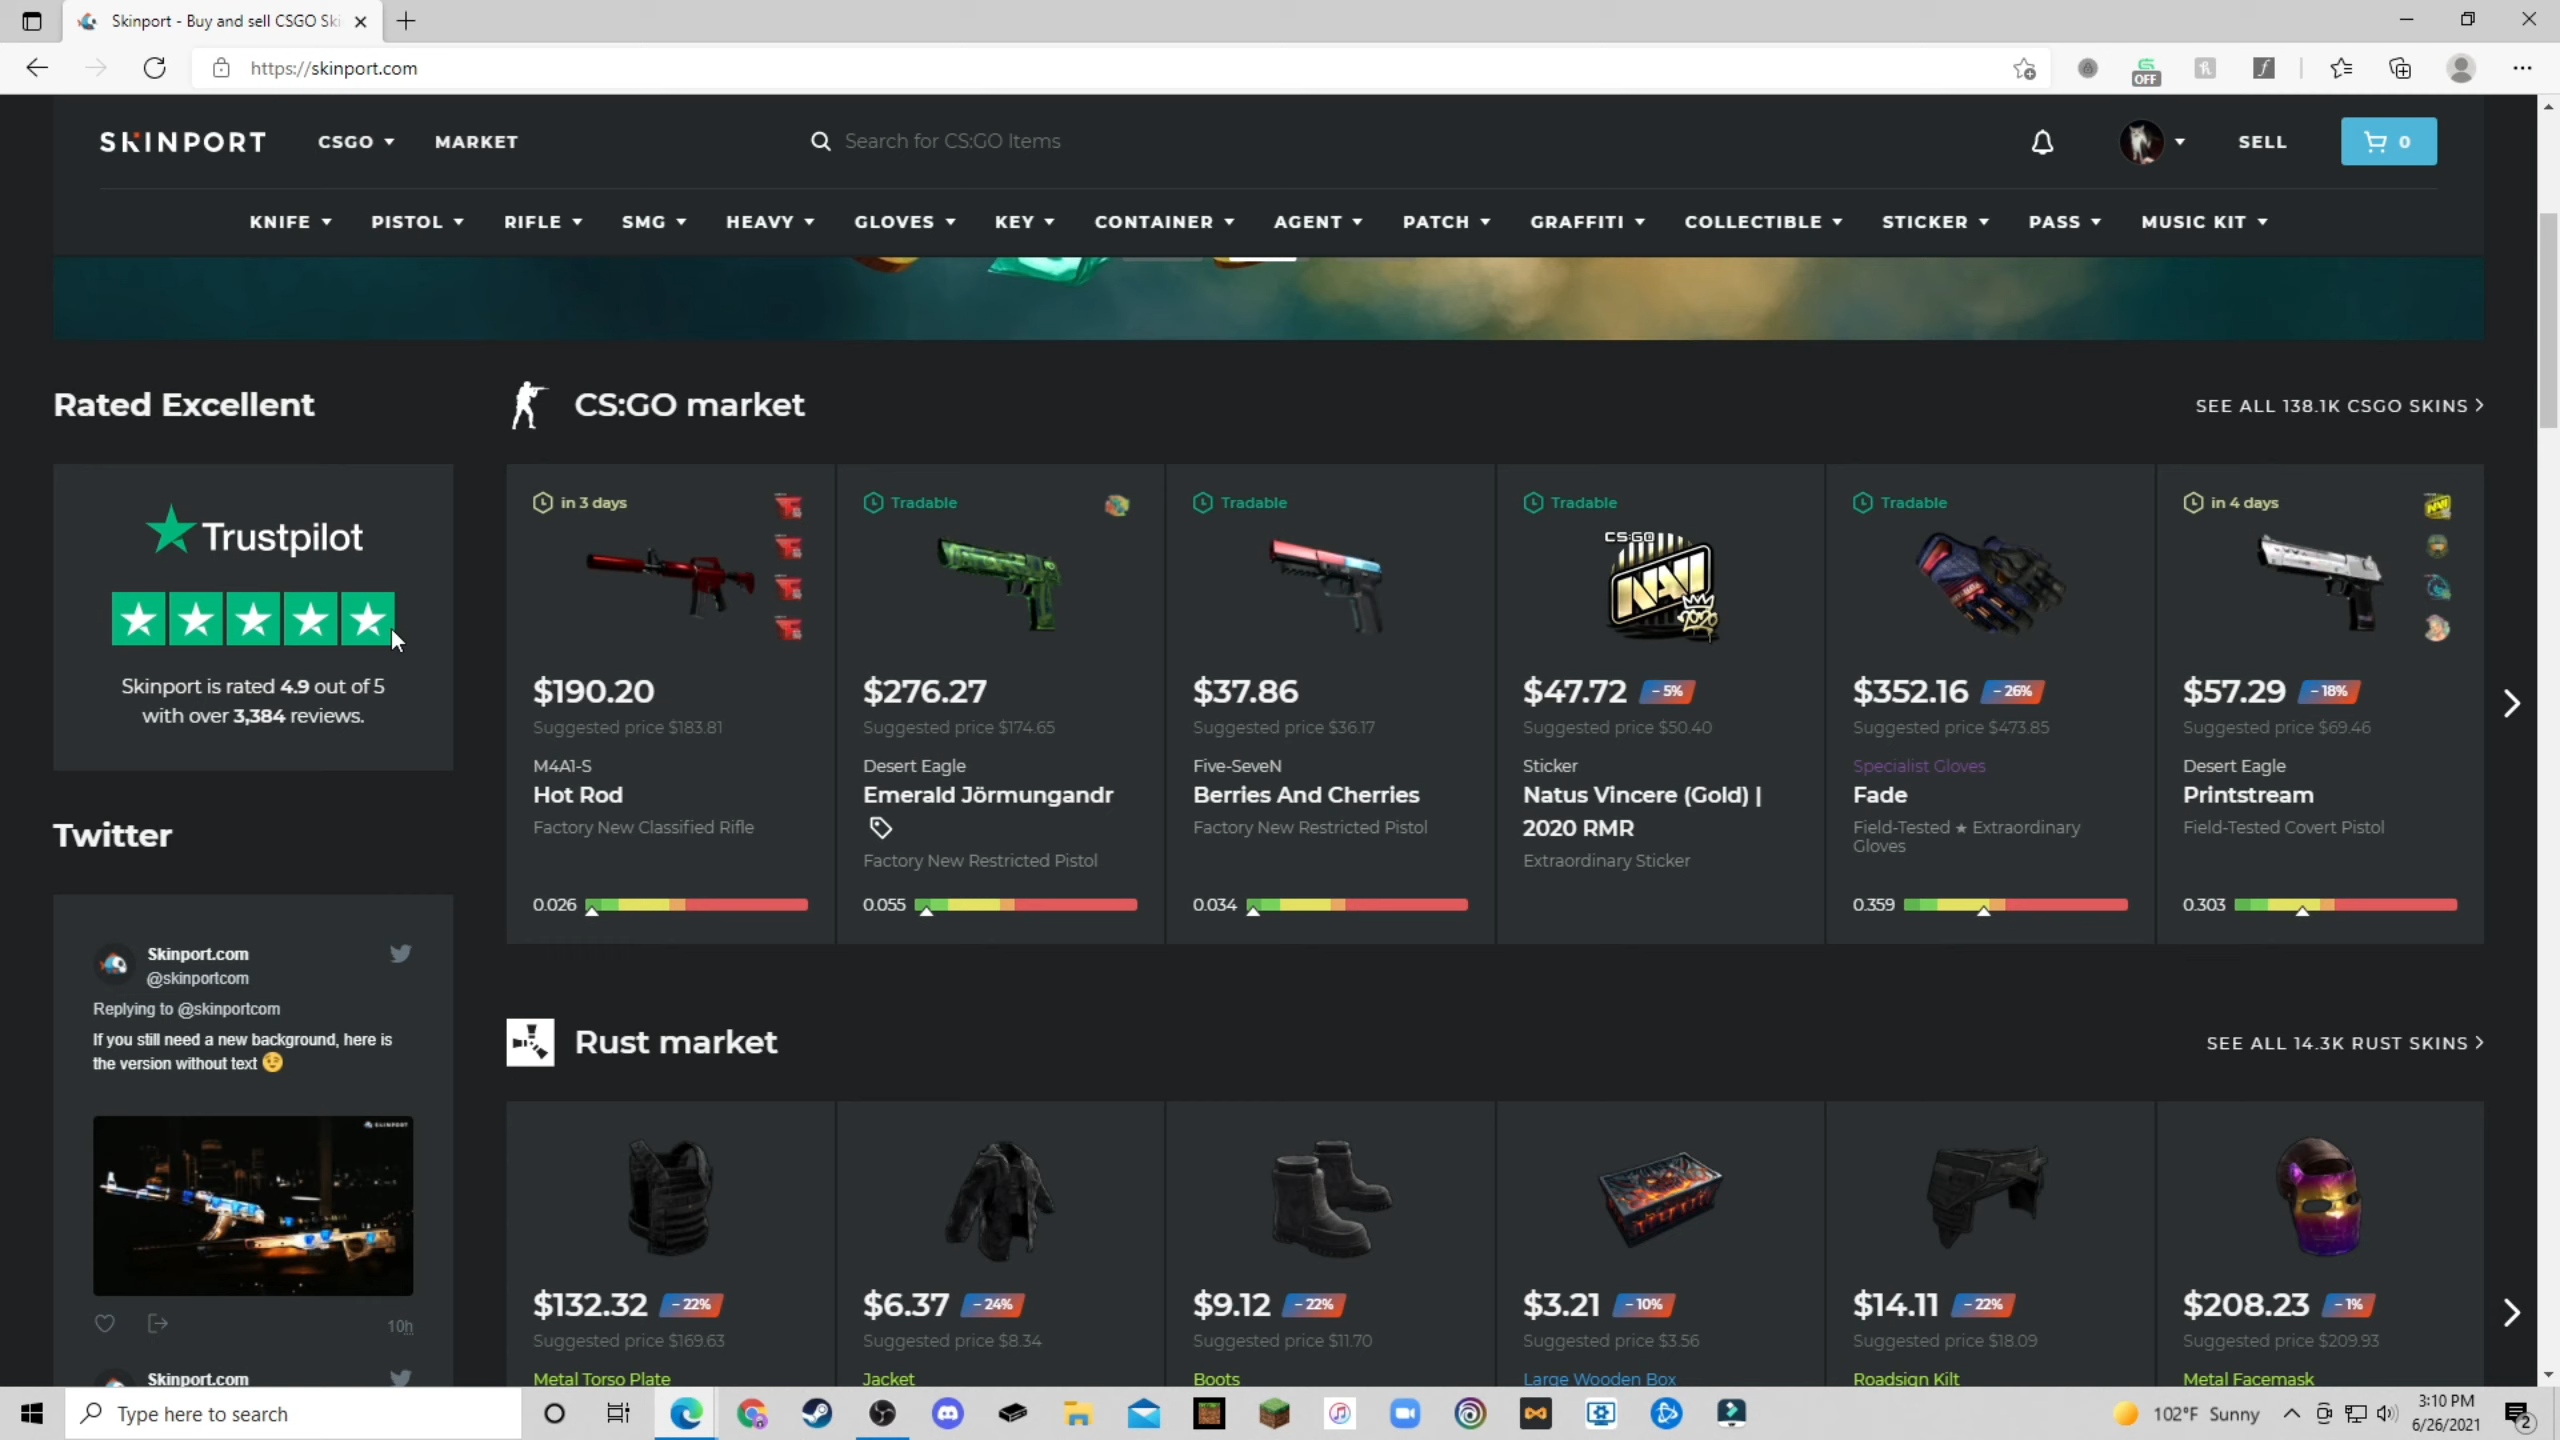 Skinport - Buy and sell CSGO Ski
https://skinport.com
OFF
SKINPORT
CSGO
MARKET
Search for CS:GO Items
SELL
0
KNIFE
PISTOL
RIFLE
SMG
HEAVY
GLOVES
KEY
CONTAINER
AGENT
PATCH
GRAFFITI
COLLECTIBLE
STICKER
PASS
MUSIC KIT
Rated Excellent
Trustpilot
Skinport is rated 4.9 out of 5
with over 3,384 reviews.
Twitter
Skinport.com
@skinportcom
Replying to @skinportcom
If you still need a new background, here is
the version without text 😉
SKINPORT
10h
Skinport.com
CS:GO market
SEE ALL 138.1K CSGO SKINS
in 3 days
$190.20
Suggested price $183.81
M4A1-S
Hot Rod
Factory New Classified Rifle
0.026
Tradable
$276.27
Suggested price $174.65
Desert Eagle
Emerald Jörmungandr
Factory New Restricted Pistol
0.055
Tradable
$37.86
Suggested price $36.17
Five-SeveN
Berries And Cherries
Factory New Restricted Pistol
0.034
Tradable
CS:GO
NAVI
2020
$47.72
- 5%
Suggested price $50.40
Sticker
Natus Vincere (Gold) |
2020 RMR
Extraordinary Sticker
Tradable
$352.16
- 26%
Suggested price $473.85
Specialist Gloves
Fade
Field-Tested ★ Extraordinary
Gloves
0.359
in 4 days
$57.29
- 18%
Suggested price $69.46
Desert Eagle
Printstream
Field-Tested Covert Pistol
0.303
Rust market
SEE ALL 14.3K RUST SKINS
$132.32
- 22%
Suggested price $169.63
Metal Torso Plate
$6.37
- 24%
Suggested price $8.34
Jacket
$9.12
- 22%
Suggested price $11.70
Boots
$3.21
- 10%
Suggested price $3.56
Large Wooden Box
$14.11
- 22%
Suggested price $18.09
Roadsign Kilt
$208.23
- 1%
Suggested price $209.93
Metal Facemask
Type here to search
102°F Sunny
3:10 PM
6/26/2021
2